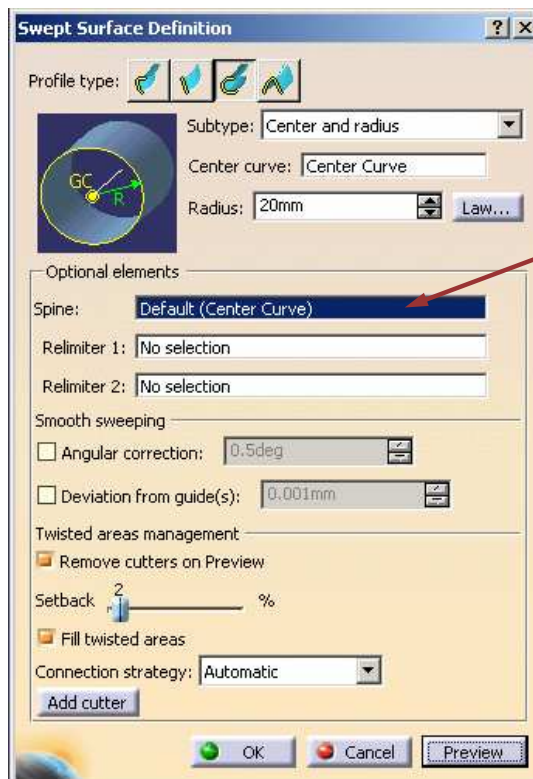 Swept Surface Definition
Profile type:
Subtype: Center and radius
Center curve: Center Curve
GC
R
Radius: 20mm Law...
Optional elements
Spine: Default (Center Curve)
Relimiter 1: No selection
Relimiter 2: No selection
Smooth sweeping
Angular correction: 0.5deg
Deviation from guide(s): 0.001mm
Twisted areas management
Remove cutters on Preview
2
Setback %
Fill twisted areas
Connection strategy: Automatic
Add cutter
OK Cancel Preview